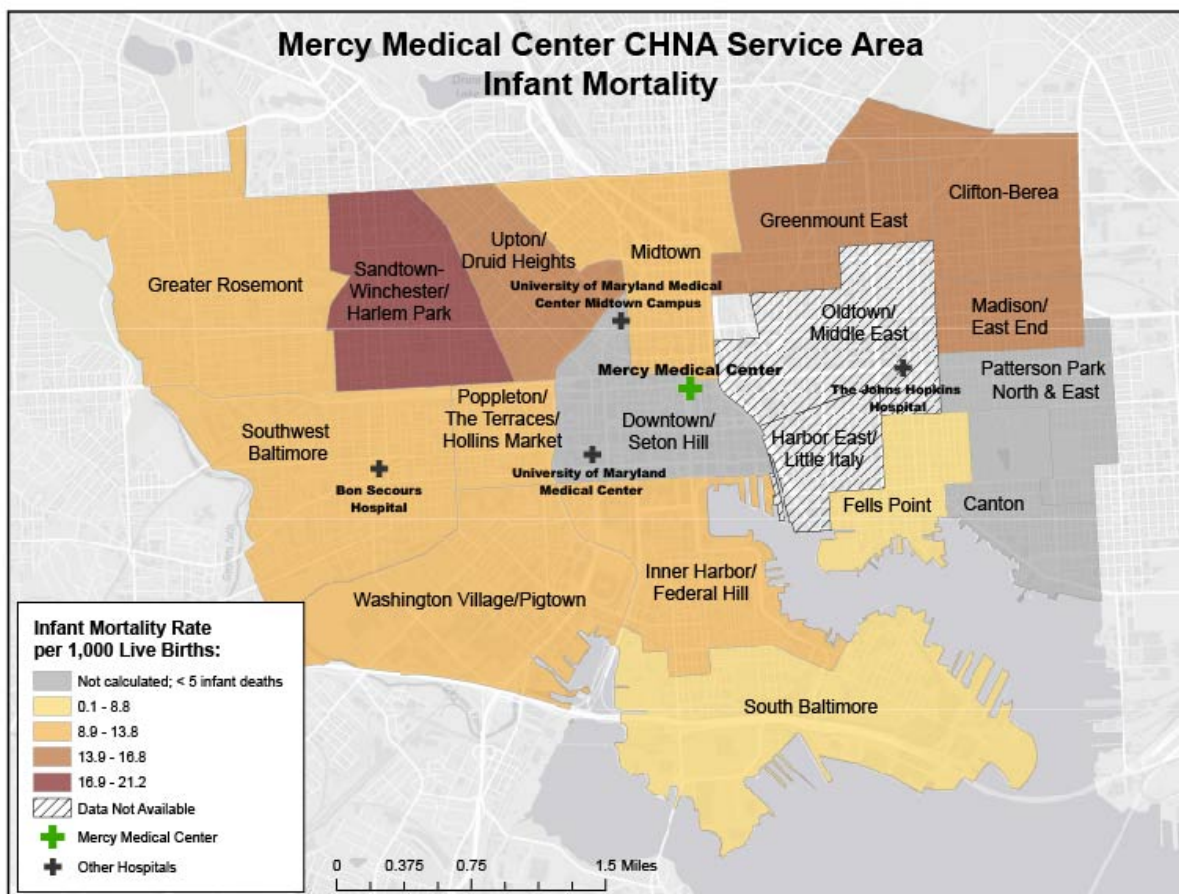 Mercy Medical Center CHNA Service Area
Infant Mortality
Clifton-Berea
Greenmount East
Upton/
Druid Heights
Midtown
Sandtown-
Winchester/
Harlem Park
Greater Rosemont
University of Maryland Medical
Center Midtown Campus
Oldtown/
Middle East
Madison/
East End
Mercy Medical Center
Patterson Park
North & East
The Johns Hopkins
Hospital
Poppleton/
The Terraces/
Hollins Market
Downtown/
Seton Hill
Southwest
Baltimore
Harbor East/
Little Italy
University of Maryland
Medical Center
Bon Secours
Hospital
Fells Point
Canton
Inner Harbor/
Federal Hill
Washington Village/Pigtown
South Baltimore
Infant Mortality Rate
per 1,000 Live Births:
Not calculated; < 5 infant deaths
0.1 - 8.8
8.9 - 13.8
13.9 - 16.8
16.9 - 21.2
Data Not Available
Mercy Medical Center
Other Hospitals
0 0.375 0.75 1.5 Miles